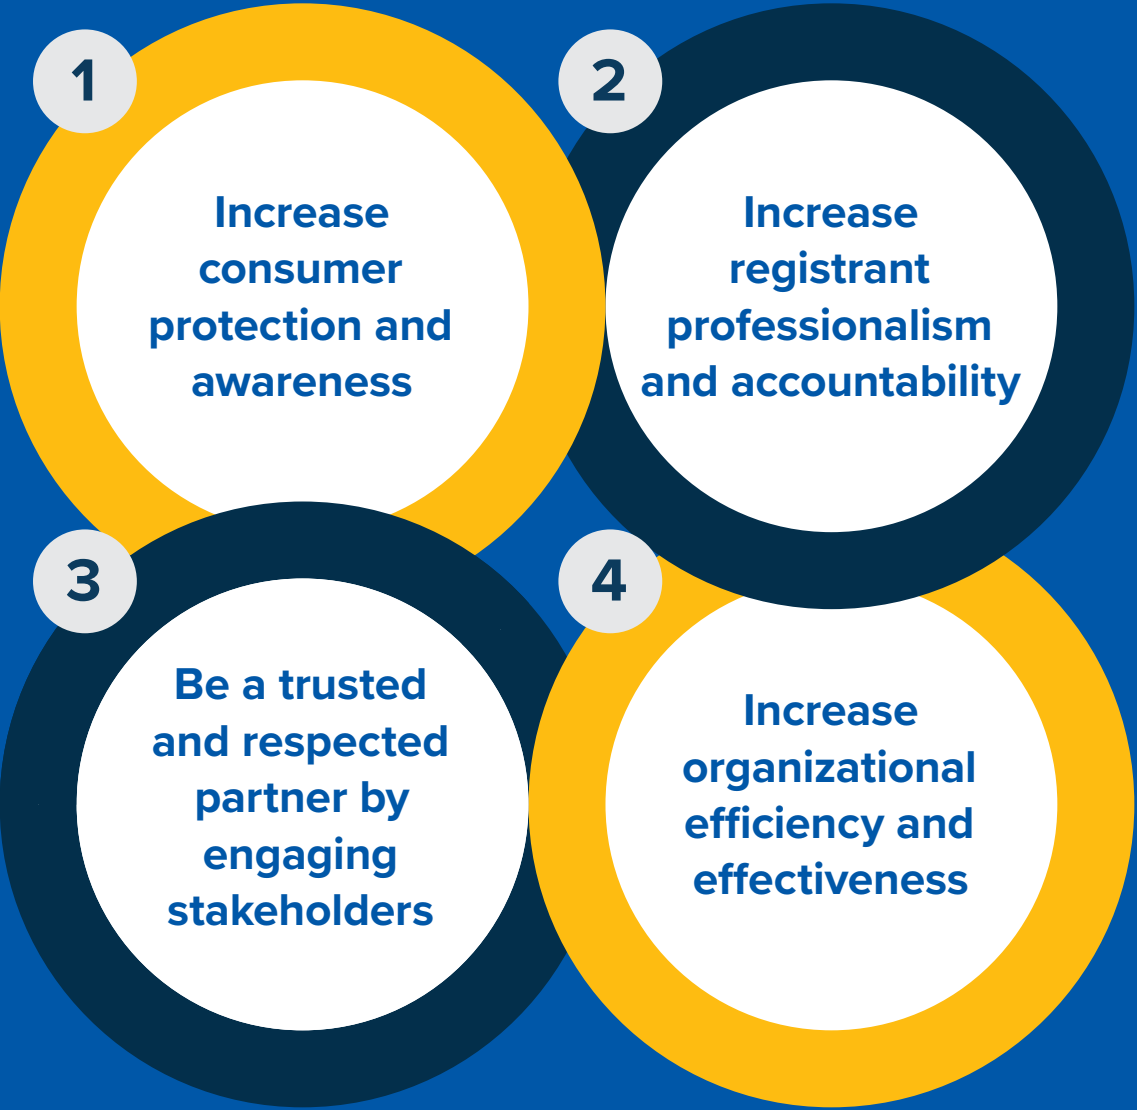 1
Increase
consumer
protection and
awareness
2
Increase
registrant
professionalism
and accountability
3
Be a trusted
and respected
partner by
engaging
stakeholders
4
Increase
organizational
efficiency and
effectiveness